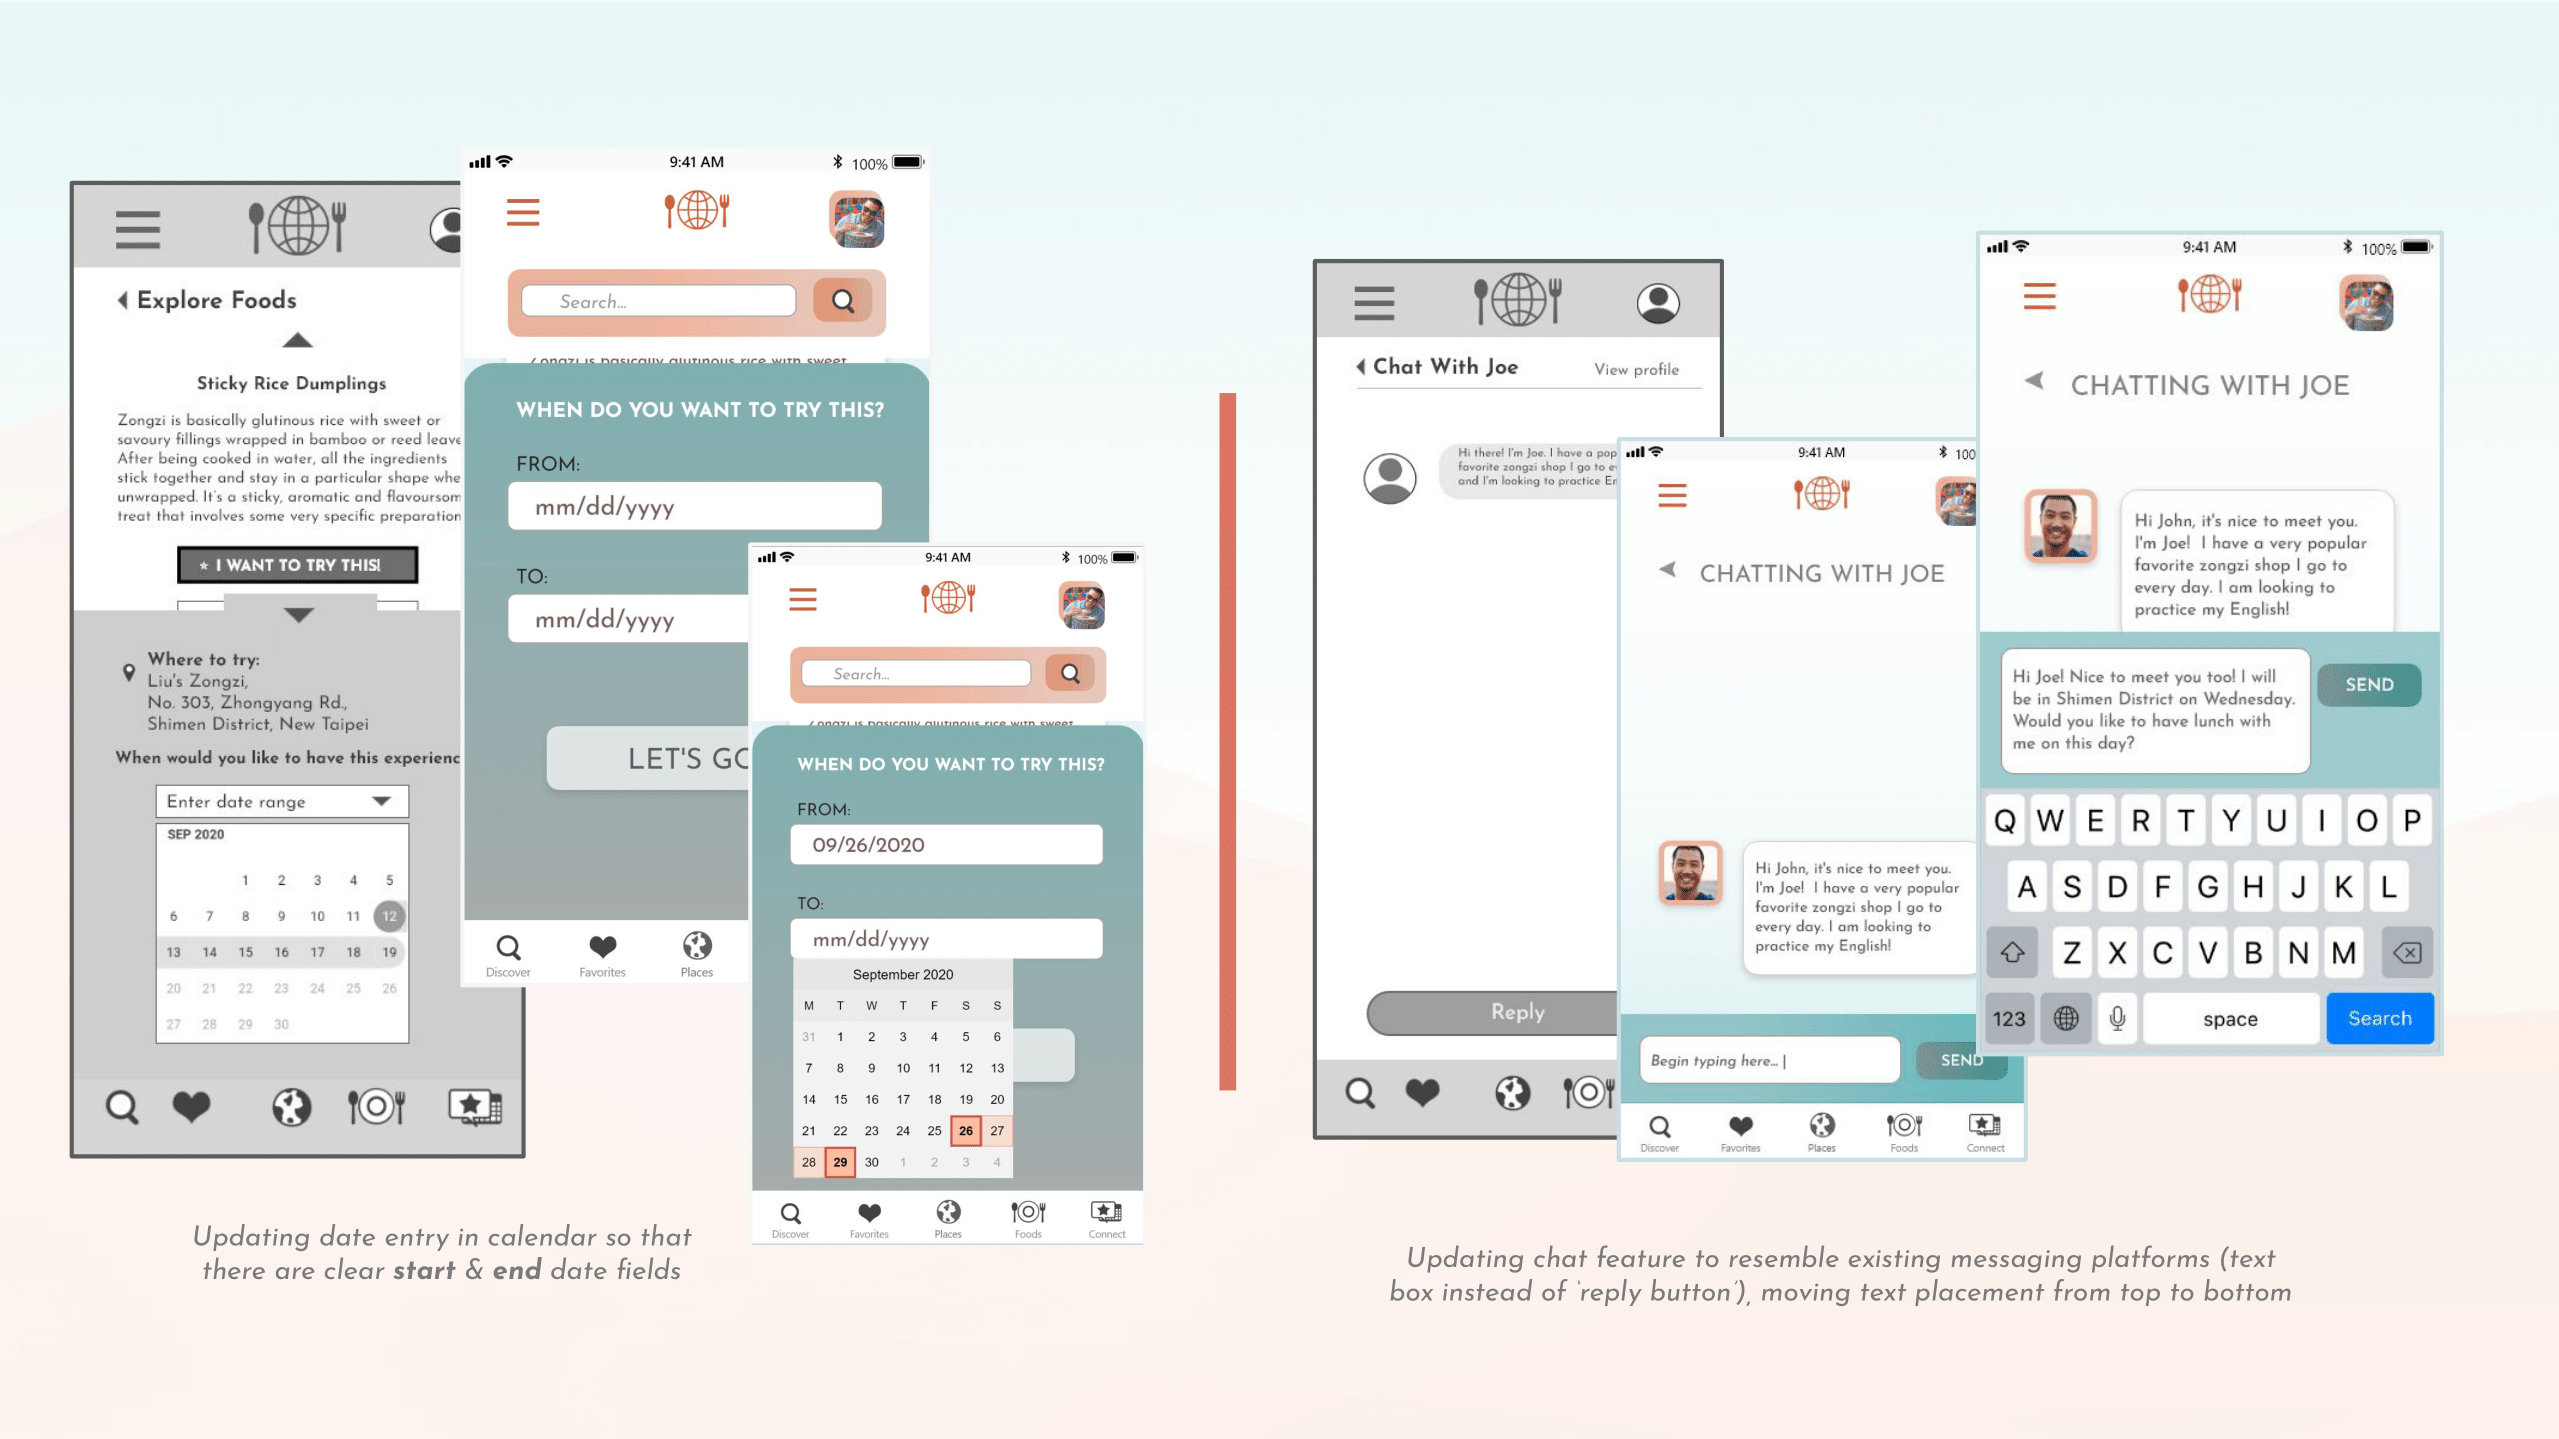 Explore Foods
Sticky Rice Dumplings
Zongzi is basically glutinous rice with sweet or
savoury fillings wrapped in bamboo or reed leave
After being cooked in water, all the ingredients
stick together and stay in a particular shape whe
unwrapped. It's a sticky, aromatic and flavoursom
treat that involves some very specific preparation
★ I WANT TO TRY THIS!
Where to try:
Liu's Zongzi,
No. 303, Zhongyang Rd.,
Shimen District, New Taipei
When would you like to have this experienc
Enter date range
SEP 2020
1 2 3 4 5
6 7 8 9 10 11 12
13 14 15 16 17 18 19
20 21 22 23 24 25 26
27 28 29 30
9:41 AM 100%
Search...
Zongzi is basically glutinous rice with sweet
WHEN DO YOU WANT TO TRY THIS?
FROM:
mm/dd/yyyy
TO:
mm/dd/yyyy
LET'S GO
Discover Favorites Places
9:41 AM 100%
Search...
Zongzi is basically glutinous rice with sweet
WHEN DO YOU WANT TO TRY THIS?
FROM:
09/26/2020
TO:
mm/dd/yyyy
September 2020
M T W T F S S
31 1 2 3 4 5 6
7 8 9 10 11 12 13
14 15 16 17 18 19 20
21 22 23 24 25 26 27
28 29 30 1 2 3 4
Discover Favorites Places Foods Connect
Updating date entry in calendar so that
there are clear start & end date fields
Chat With Joe View profile
Hi there! I'm Joe. I have a pop
favorite zongzi shop I go to e
and I'm looking to practice En
Reply
9:41 AM 100
CHATTING WITH JOE
Hi John, it's nice to meet you.
I'm Joe! I have a very popular
favorite zongzi shop I go to
every day. I am looking to
practice my English!
Begin typing here... | SEND
Discover Favorites Places Foods Connect
9:41 AM 100%
CHATTING WITH JOE
Hi John, it's nice to meet you.
I'm Joe! I have a very popular
favorite zongzi shop I go to
every day. I am looking to
practice my English!
Hi Joe! Nice to meet you too! I will
be in Shimen District on Wednesday.
Would you like to have lunch with
me on this day?
SEND
Q W E R T Y U I O P
A S D F G H J K L
Z X C V B N M
123 space Search
Updating chat feature to resemble existing messaging platforms (text
box instead of 'reply button'), moving text placement from top to bottom